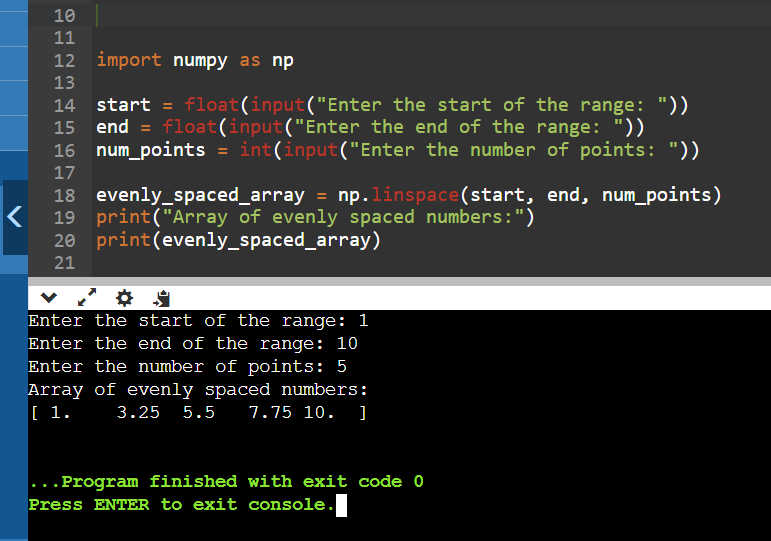 10
11
12 import numpy as np
13
14 start = float(input("Enter the start of the range: "))
15 end = float(input("Enter the end of the range: "))
16 num_points = int(input("Enter the number of points: "))
17
18 evenly_spaced_array = np.linspace(start, end, num_points)
19 print("Array of evenly spaced numbers:")
20 print(evenly_spaced_array)
21
Enter the start of the range: 1
Enter the end of the range: 10
Enter the number of points: 5
Array of evenly spaced numbers:
[ 1.    3.25  5.5   7.75 10.  ]
...Program finished with exit code 0
Press ENTER to exit console.